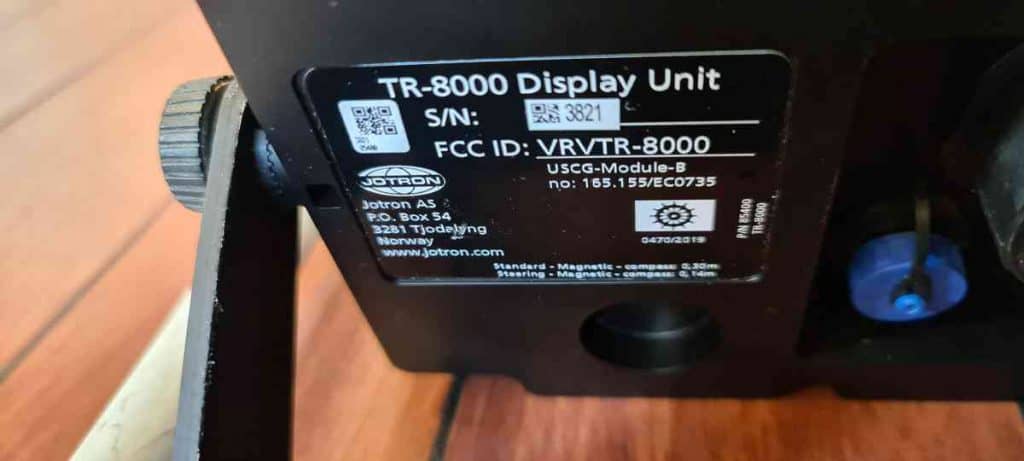 TR-8000 Display Unit
S/N: 3821
FCC ID: VRVTR-8000
USCG-Module-B
no: 165.155/EC0735
JOTRON
Jotron AS
P.O. Box 54
3281 Tjodalyng
Norway
www.jotron.com
0470/2019
P/N 85400
TR-8000
Standard - Magnetic - compass: 0,30m
Steering - Magnetic - compass: 0,14m